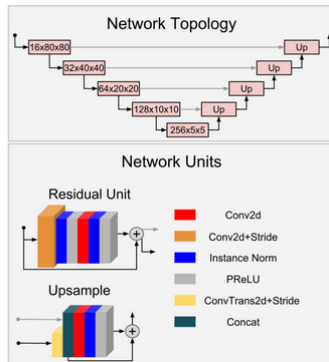 Network Topology
16x80x80
Up
32x40x40
Up
64x20x20
Up
128x10x10
Up
256x5x5
Network Units
Residual Unit
Conv2d
Conv2d+Stride
Instance Norm
PReLU
Upsample
ConvTrans2d+Stride
Concat